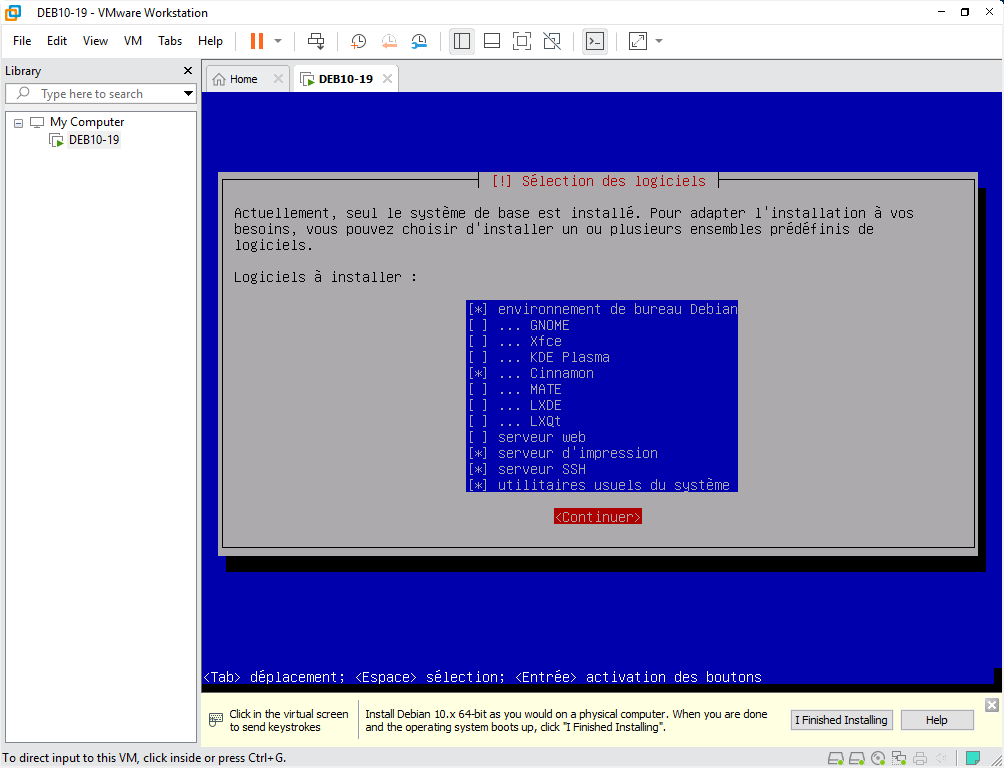 DEB10-19 - VMware Workstation
File Edit View VM Tabs Help
Library
Type here to search
My Computer
DEB10-19
Home
DEB10-19
[!] Sélection des logiciels
Actuellement, seul le système de base est installé. Pour adapter l'installation à vos
besoins, vous pouvez choisir d'installer un ou plusieurs ensembles prédéfinis de
logiciels.
Logiciels à installer :
[*] environnement de bureau Debian
[ ] ... GNOME
[ ] ... Xfce
[ ] ... KDE Plasma
[*] ... Cinnamon
[ ] ... MATE
[ ] ... LXDE
[ ] ... LXQt
[ ] serveur web
[*] serveur d'impression
[*] serveur SSH
[*] utilitaires usuels du système
<Continuer>
<Tab> déplacement; <Espace> sélection; <Entrée> activation des boutons
Click in the virtual screen
to send keystrokes
Install Debian 10.x 64-bit as you would on a physical computer. When you are done
and the operating system boots up, click "I Finished Installing".
I Finished Installing
Help
To direct input to this VM, click inside or press Ctrl+G.